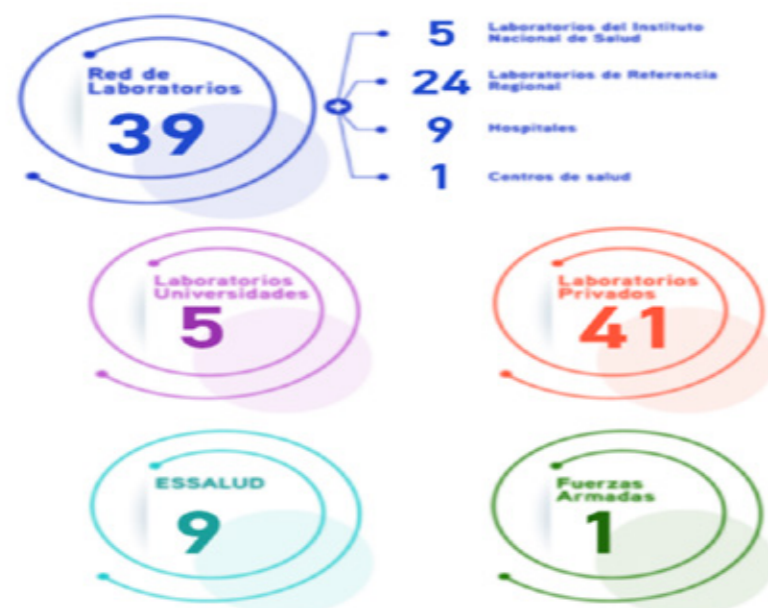 Red de
Laboratorios
39
5
Laboratorios del Instituto
Nacional de Salud
24
Laboratorios de Referencia
Regional
9
Hospitales
1
Centros de salud
Laboratorios
Universidades
5
Laboratorios
Privados
41
ESSALUD
9
Fuerzas
Armadas
1